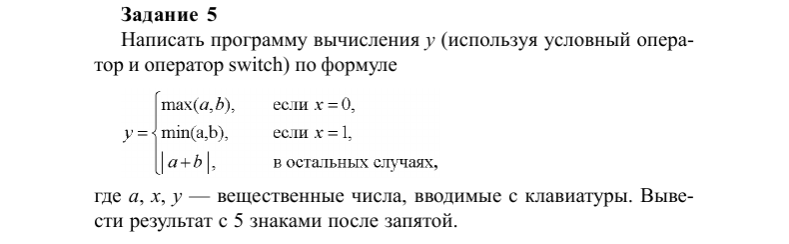 Задание 5
Написать программу вычисления y (используя условный опера-
тор и оператор switch) по формуле
max(a,b), если x = 0,
y = min(a,b), если x = 1,
|a + b|, в остальных случаях,
где a, x, y — вещественные числа, вводимые с клавиатуры. Выве-
сти результат с 5 знаками после запятой.